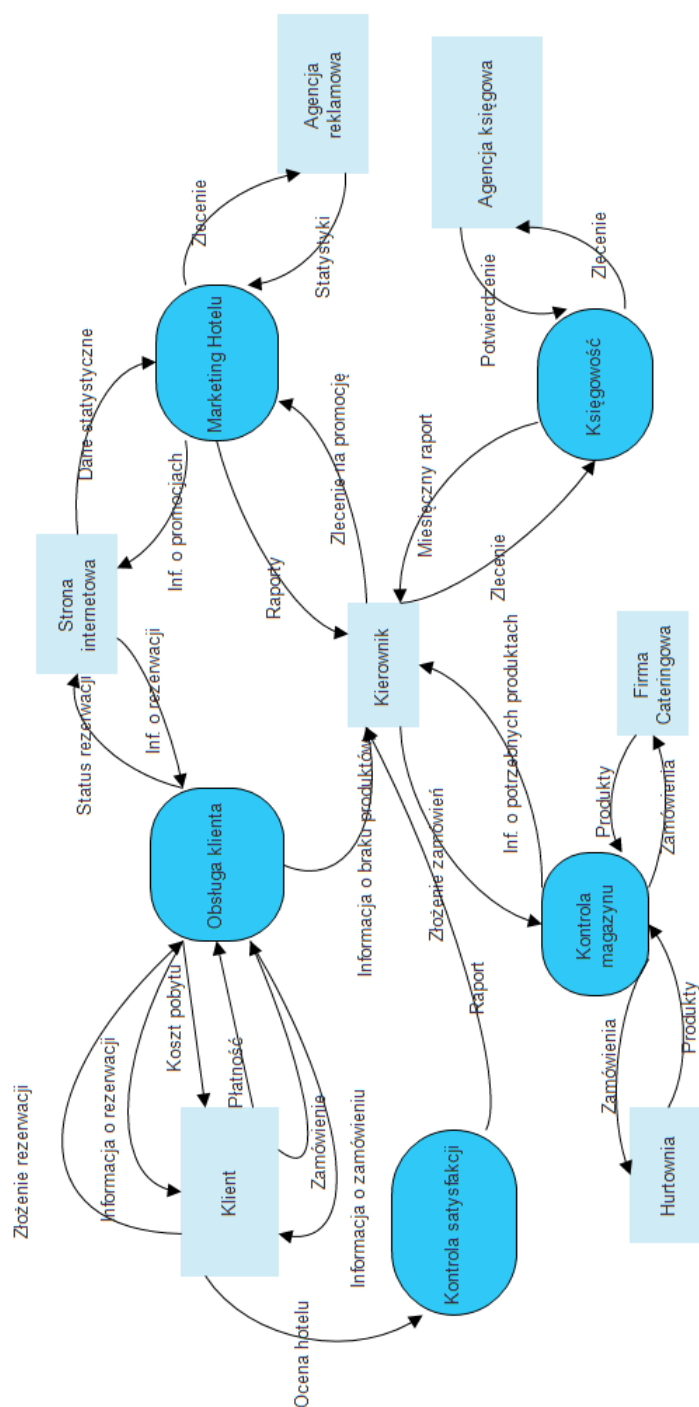 Złożenie rezerwacji
Informacja o rezerwacji
Koszt pobytu
Płatność
Zamówienie
Informacja o zamówieniu
Klient
Ocena hotelu
Obsługa klienta
Status rezerwacji
Inf. o rezerwacji
Strona
internetowa
Dane statystyczne
Inf. o promocjach
Marketing Hotelu
Zlecenie
Statystyki
Agencja
reklamowa
Raporty
Zlecenie na promocję
Informacja o braku produktów
Kierownik
Miesięczny raport
Zlecenie
Potwierdzenie
Zlecenie
Agencja księgowa
Księgowość
Kontrola satysfakcji
Raport
Złożenie zamówień
Inf. o potrzebnych produktach
Kontrola
magazynu
Produkty
Zamówienia
Firma
Cateringowa
Zamówienia
Produkty
Hurtownia